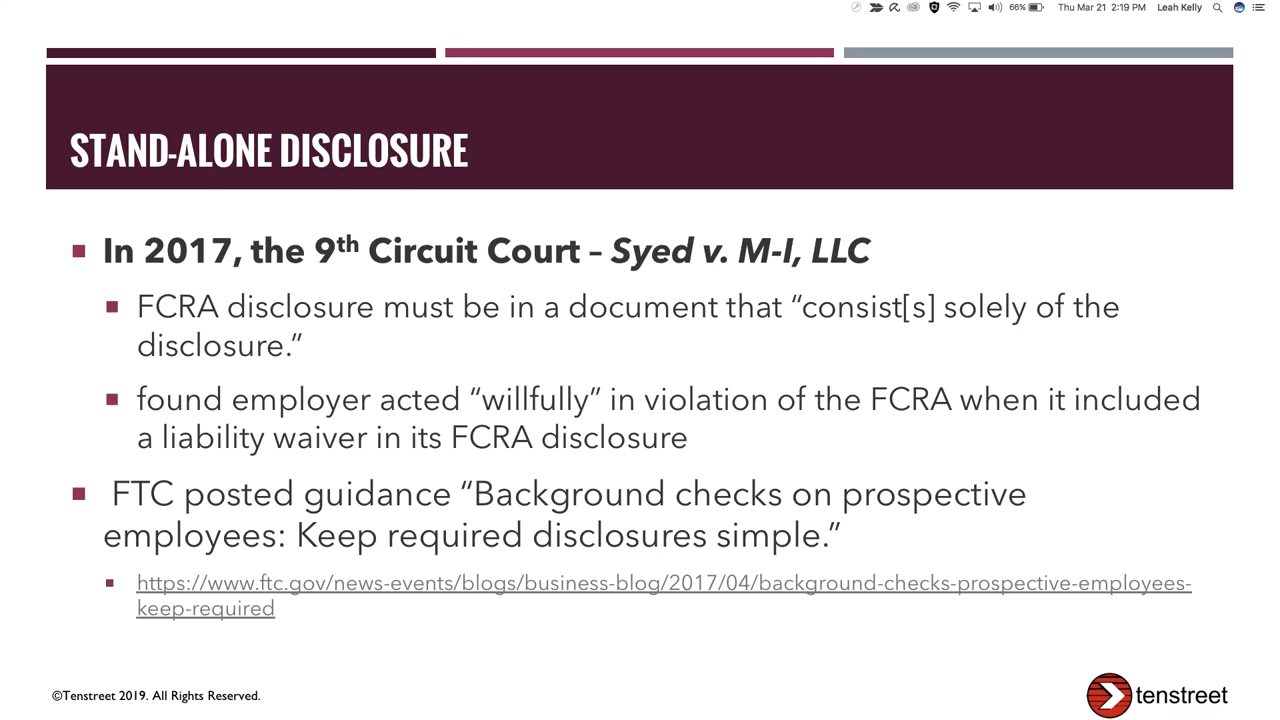 66% Thu Mar 21 2:19 PM Leah Kelly
STAND-ALONE DISCLOSURE
In 2017, the 9th Circuit Court – Syed v. M-I, LLC
FCRA disclosure must be in a document that “consist[s] solely of the
disclosure.”
found employer acted “willfully” in violation of the FCRA when it included
a liability waiver in its FCRA disclosure
FTC posted guidance “Background checks on prospective
employees: Keep required disclosures simple.”
https://www.ftc.gov/news-events/blogs/business-blog/2017/04/background-checks-prospective-employees-
keep-required
©Tenstreet 2019. All Rights Reserved.
tenstreet